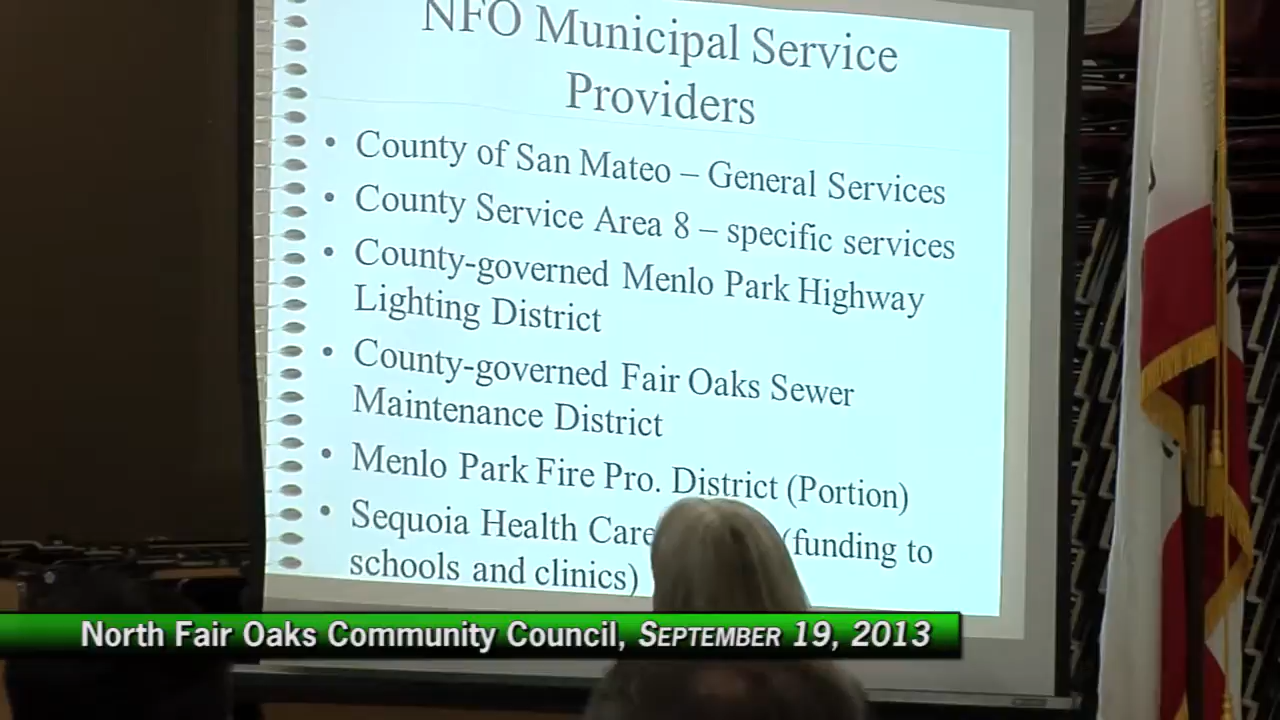 NFO Municipal Service
Providers
• County of San Mateo – General Services
• County Service Area 8 – specific services
• County-governed Menlo Park Highway
Lighting District
• County-governed Fair Oaks Sewer
Maintenance District
• Menlo Park Fire Pro. District (Portion)
• Sequoia Health Care (funding to
schools and clinics)
North Fair Oaks Community Council, SEPTEMBER 19, 2013